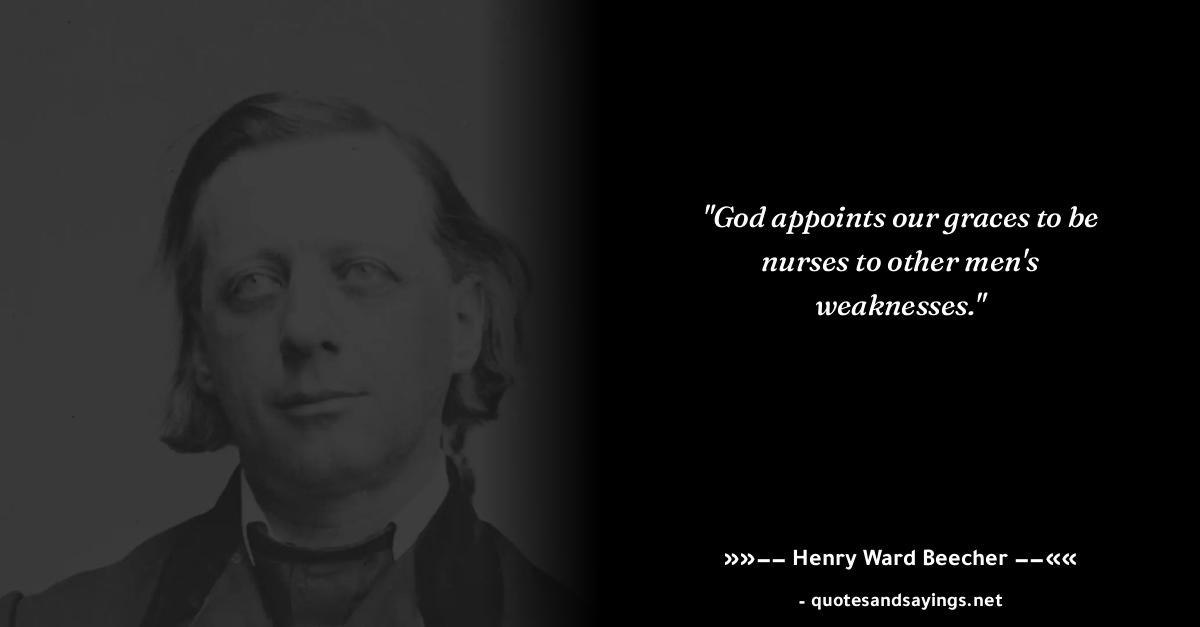 "God appoints our graces to be
nurses to other men's
weaknesses."
»»−− Henry Ward Beecher −−««
- quotesandsayings.net